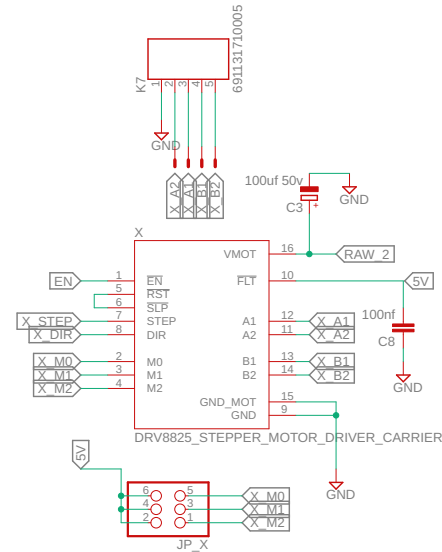 K7
691131710005
1
2
3
4
5
GND
X_A2
X_A1
X_B1
X_B2
100uf 50v
C3
+
GND
X
VMOT 16 RAW_2
EN 1 EN
FLT 10 5V
5 RST
6 SLP
X_STEP 7 STEP
X_DIR 8 DIR
A1 12 X_A1
A2 11 X_A2
100nf
C8
GND
X_M0 2 M0
X_M1 3 M1
X_M2 4 M2
B1 13 X_B1
B2 14 X_B2
GND_MOT 15
GND 9
DRV8825_STEPPER_MOTOR_DRIVER_CARRIER
GND
5V
6 5 X_M0
4 3 X_M1
2 1 X_M2
JP_X